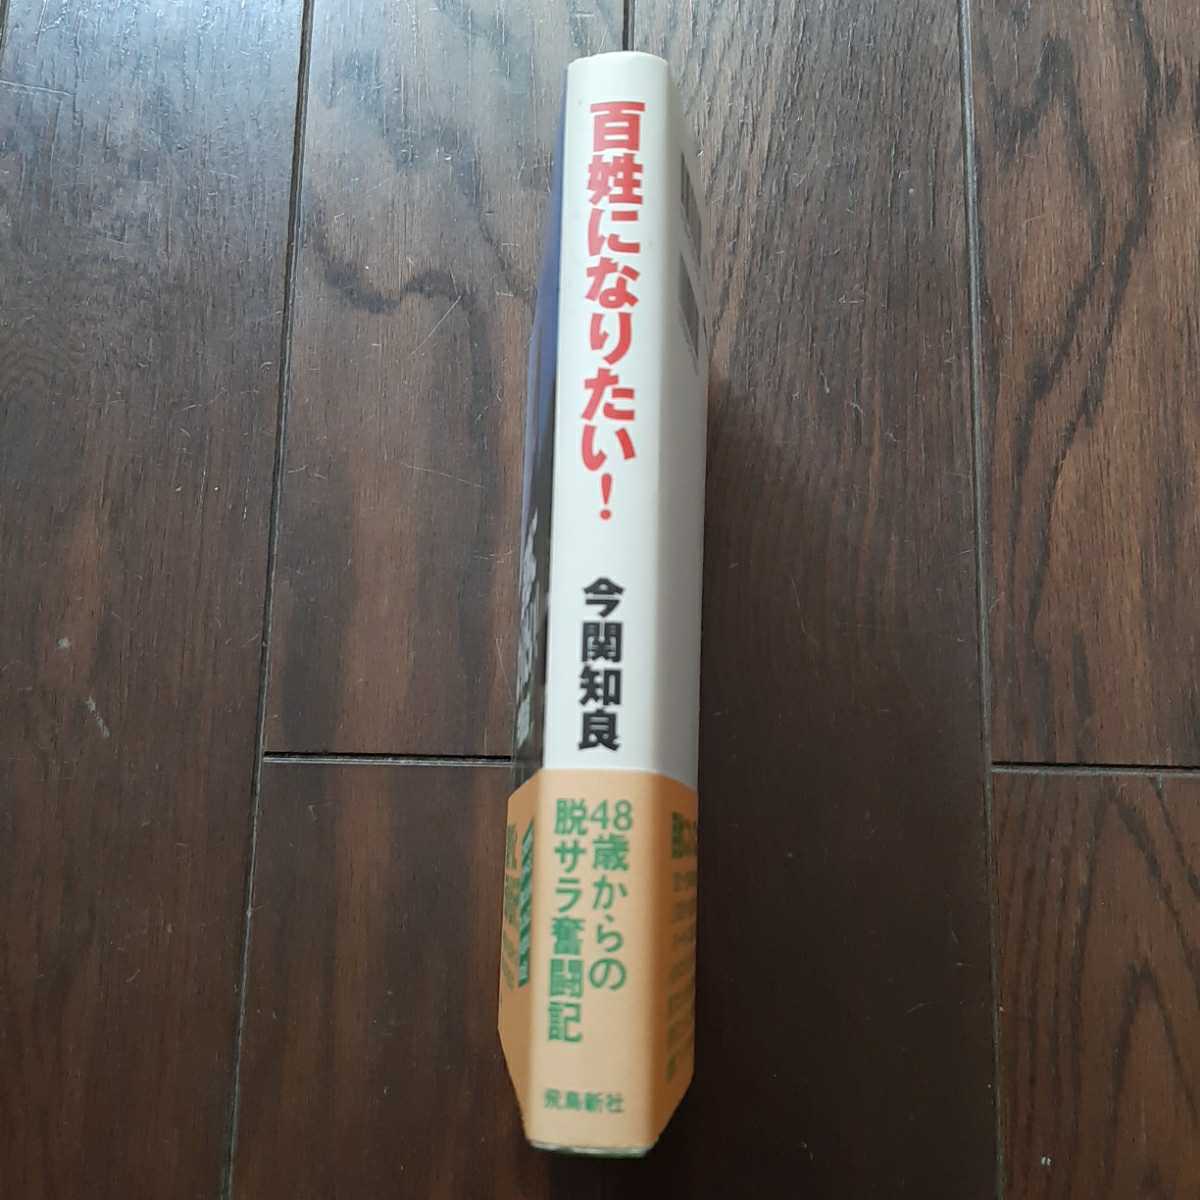 百姓になりたい!
今関知良
48歳からの
脱サラ奮闘記
飛鳥新社